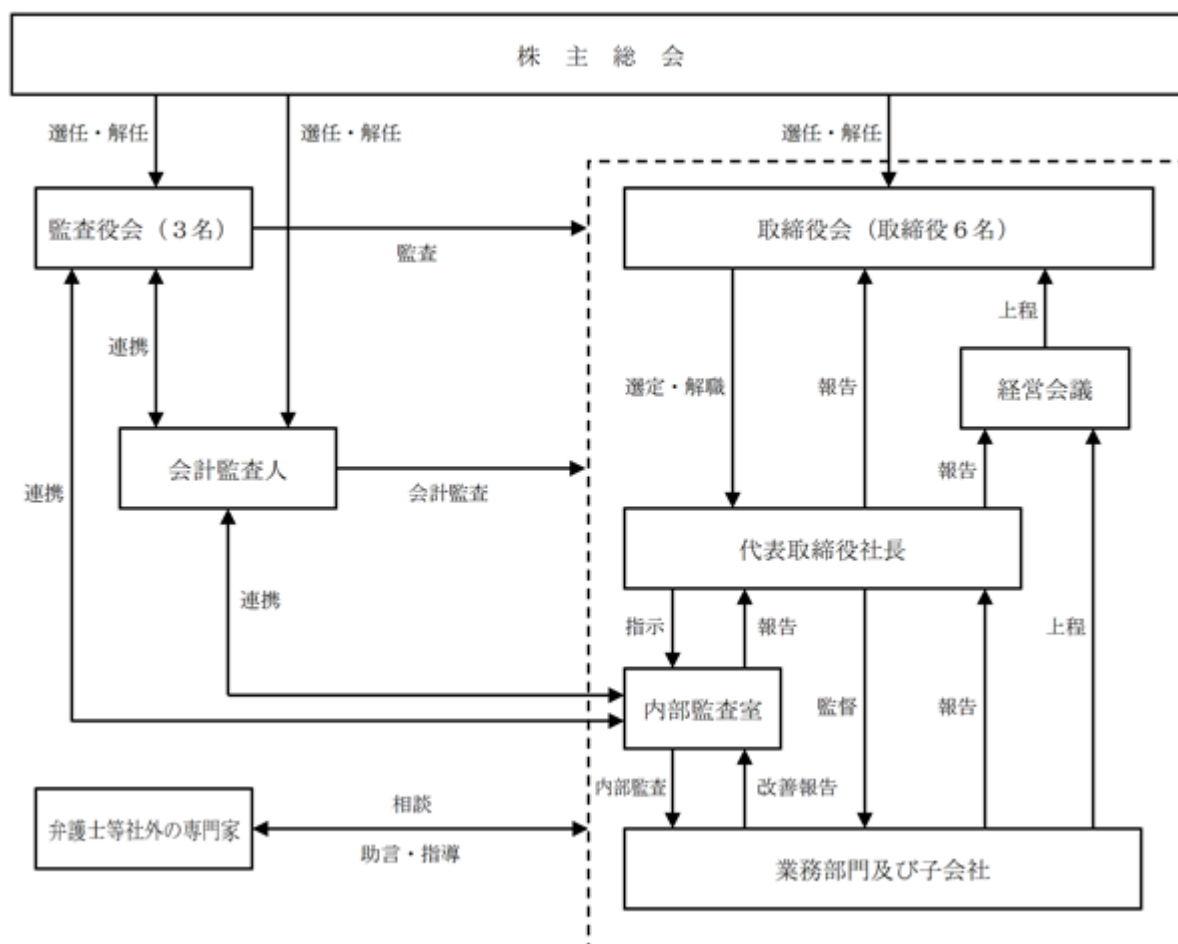 株 主 総 会
選任・解任
選任・解任
選任・解任
監査役会（３名）
取締役会（取締役６名）
監査
上程
連携
経営会議
選定・解職
報告
会計監査人
報告
連携
会計監査
代表取締役社長
連携
指示
報告
上程
内部監査室
監督
報告
内部監査
改善報告
相談
弁護士等社外の専門家
助言・指導
業務部門及び子会社